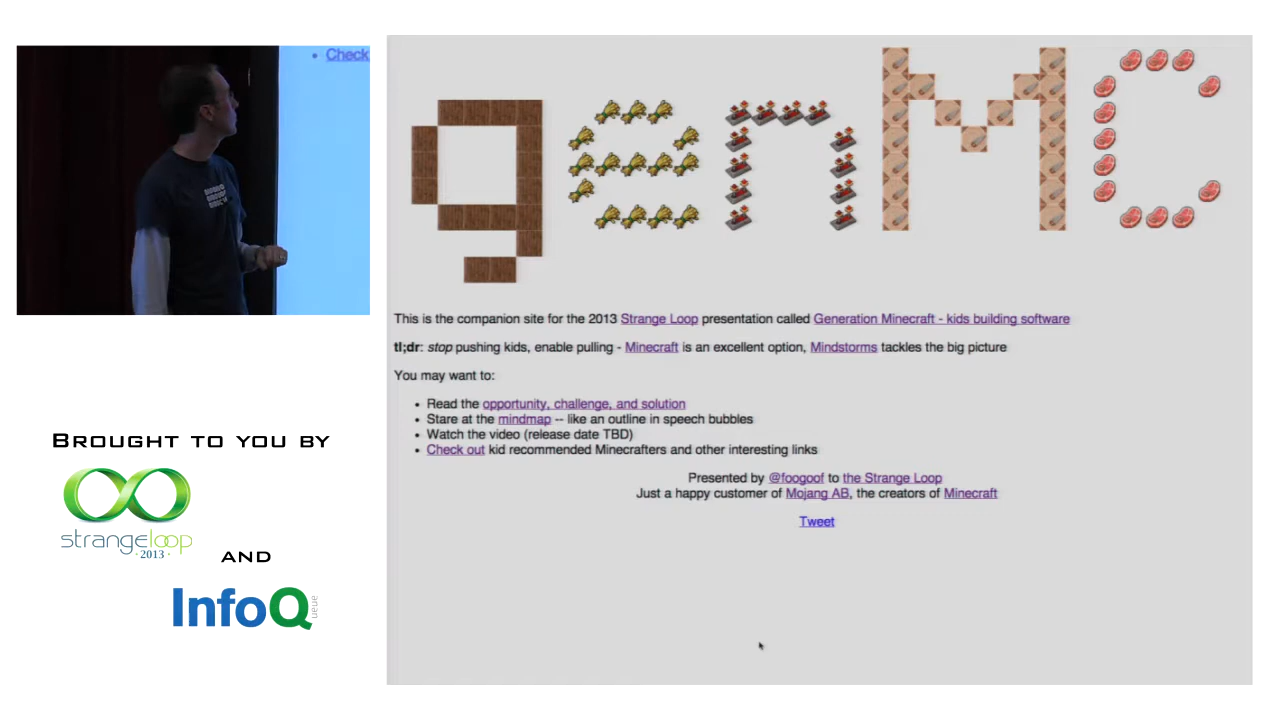 Check
genMC
This is the companion site for the 2013 Strange Loop presentation called Generation Minecraft - kids building software
tl;dr: stop pushing kids, enable pulling - Minecraft is an excellent option, Mindstorms tackles the big picture
You may want to:
• Read the opportunity, challenge, and solution
• Stare at the mindmap -- like an outline in speech bubbles
• Watch the video (release date TBD)
• Check out kid recommended Minecrafters and other interesting links
Presented by @foogoof to the Strange Loop
Just a happy customer of Mojang AB, the creators of Minecraft
Tweet
BROUGHT TO YOU BY
strangeloop
· 2013 ·
AND
InfoQ